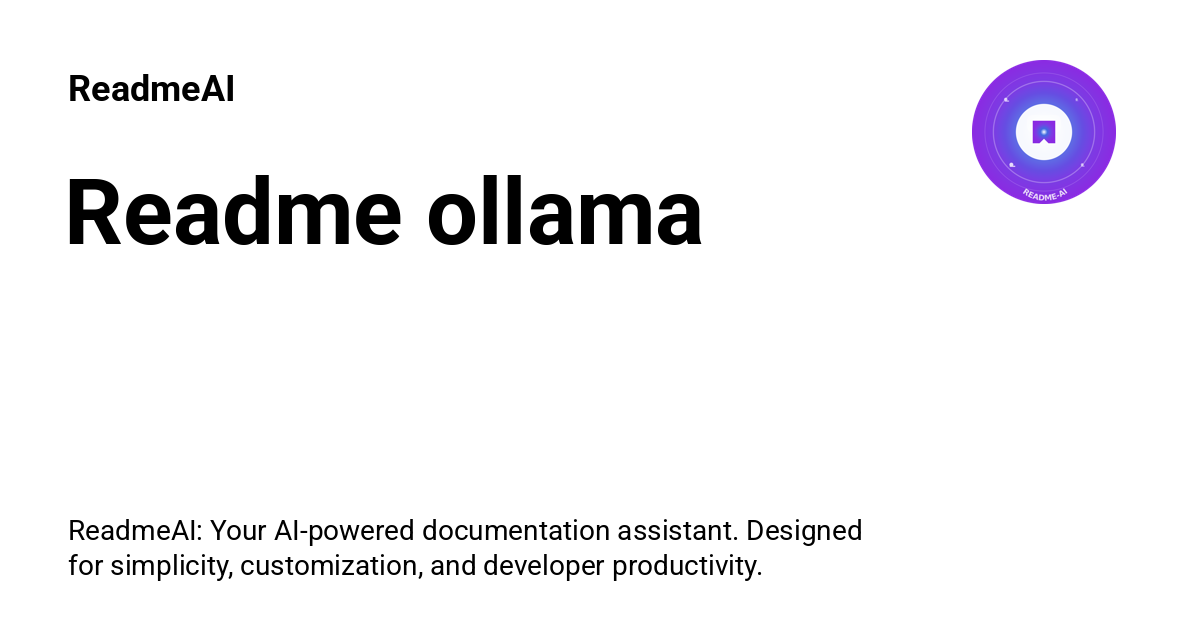 ReadmeAI
README-AI
Readme ollama
ReadmeAI: Your AI-powered documentation assistant. Designed
for simplicity, customization, and developer productivity.